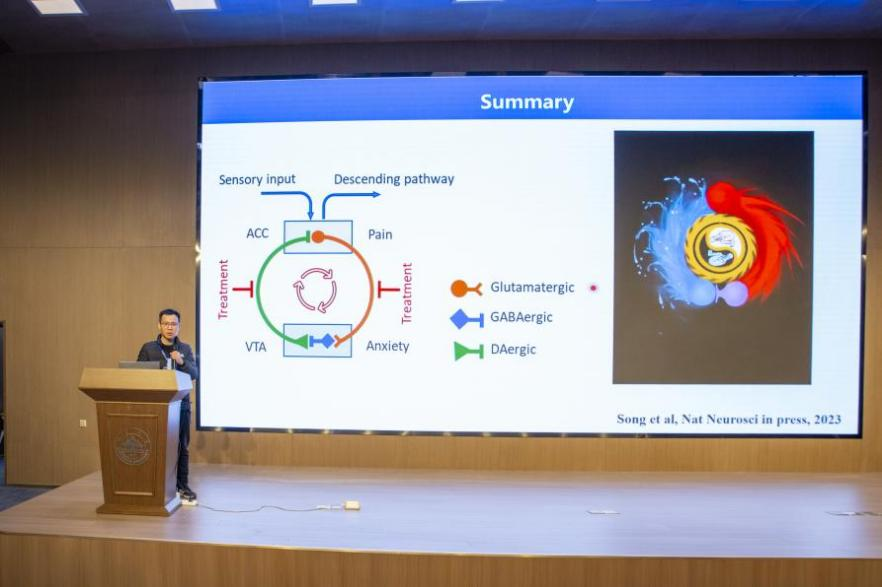 Summary
Sensory input
Descending pathway
ACC
Pain
Treatment
Treatment
VTA
Anxiety
Glutamatergic
GABAergic
DAergic
Song et al, Nat Neurosci in press, 2023